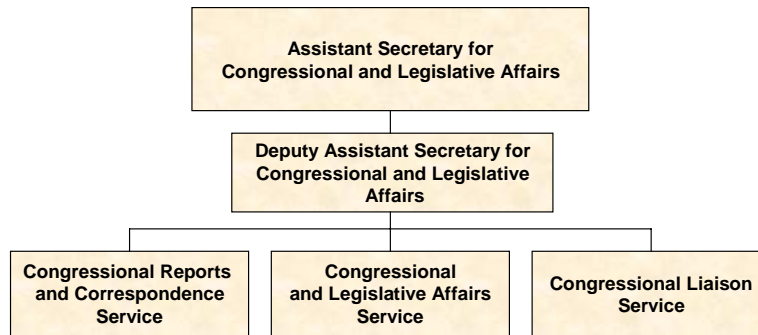 Assistant Secretary for
Congressional and Legislative Affairs
Deputy Assistant Secretary for
Congressional and Legislative
Affairs
Congressional Reports
and Correspondence
Service
Congressional
and Legislative Affairs
Service
Congressional Liaison
Service